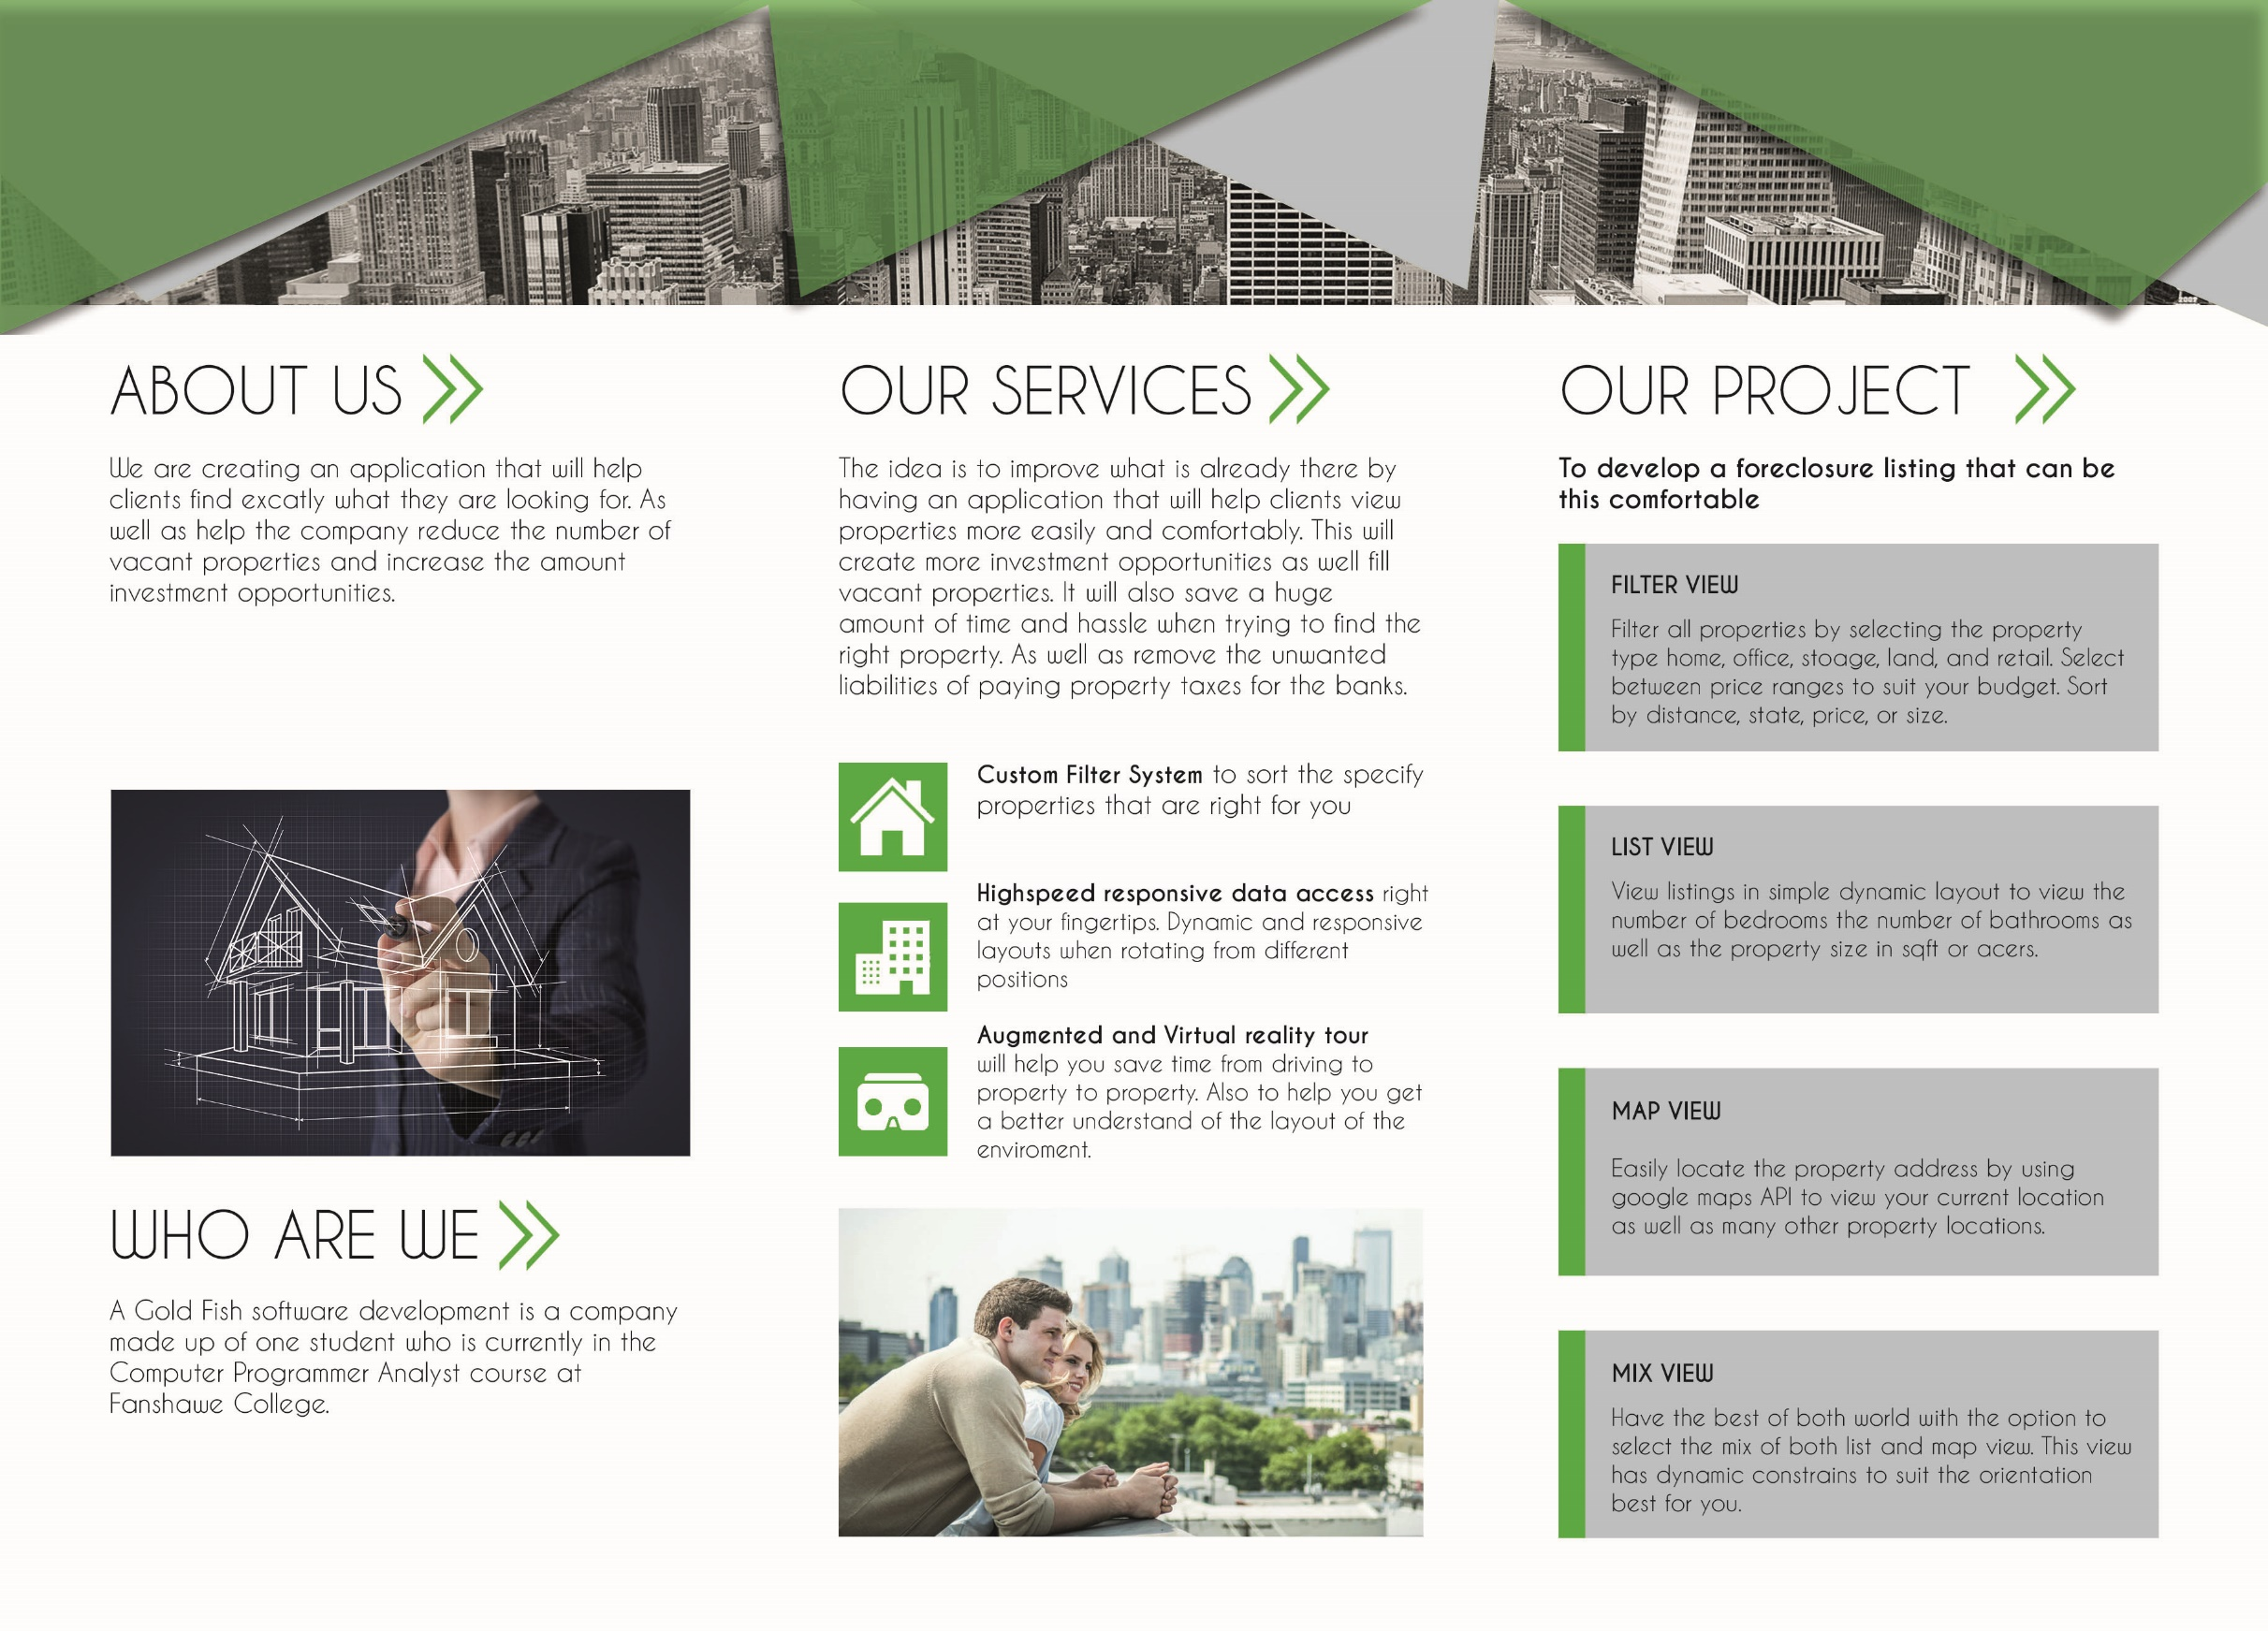 ABOUT US
We are creating an application that will help
clients find excatly what they are looking for. As
well as help the company reduce the number of
vacant properties and increase the amount
investment opportunities.
WHO ARE WE
A Gold Fish software development is a company
made up of one student who is currently in the
Computer Programmer Analyst course at
Fanshawe College.
OUR SERVICES
The idea is to improve what is already there by
having an application that will help clients view
properties more easily and comfortably. This will
create more investment opportunities as well fill
vacant properties. It will also save a huge
amount of time and hassle when trying to find the
right property. As well as remove the unwanted
liabilities of paying property taxes for the banks.
Custom Filter System to sort the specify
properties that are right for you
Highspeed responsive data access right
at your fingertips. Dynamic and responsive
layouts when rotating from different
positions
Augmented and Virtual reality tour
will help you save time from driving to
property to property. Also to help you get
a better understand of the layout of the
enviroment.
OUR PROJECT
To develop a foreclosure listing that can be
this comfortable
FILTER VIEW
Filter all properties by selecting the property
type home, office, stoage, land, and retail. Select
between price ranges to suit your budget. Sort
by distance, state, price, or size.
LIST VIEW
View listings in simple dynamic layout to view the
number of bedrooms the number of bathrooms as
well as the property size in sqft or acers.
MAP VIEW
Easily locate the property address by using
google maps API to view your current location
as well as many other property locations.
MIX VIEW
Have the best of both world with the option to
select the mix of both list and map view. This view
has dynamic constrains to suit the orientation
best for you.